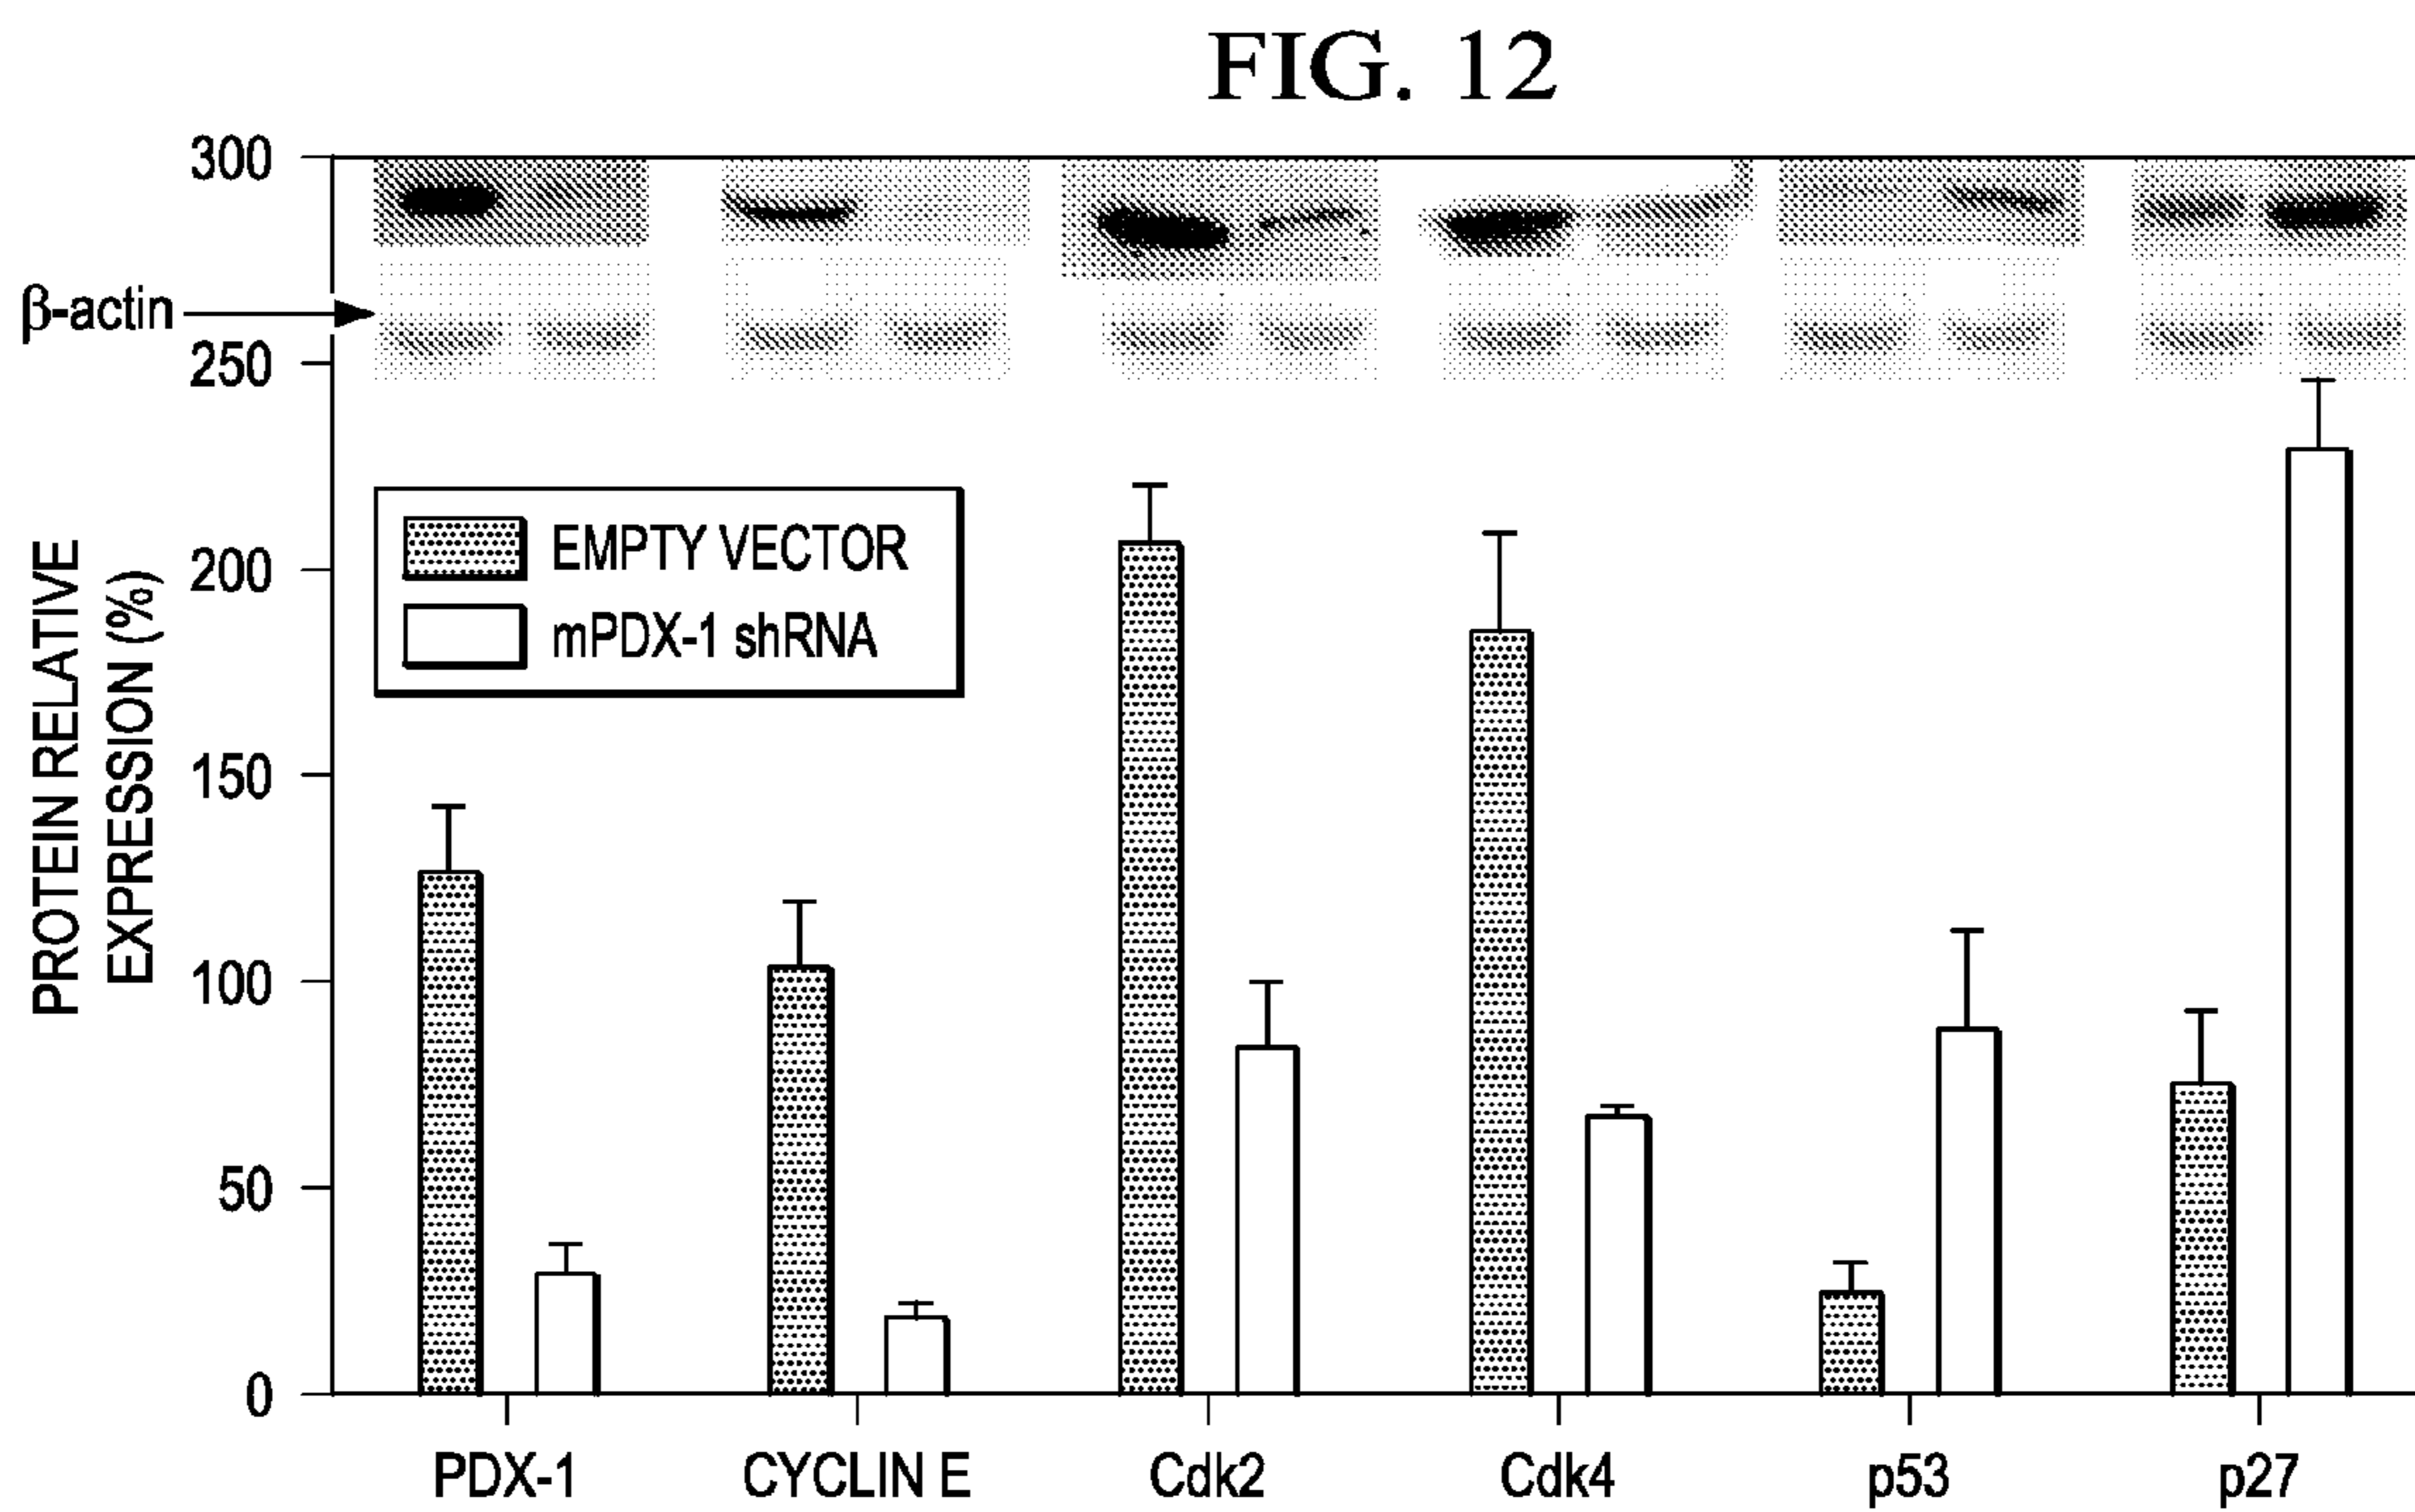 FIG. 12
300
β-actin
250
200
150
100
50
0
PROTEIN RELATIVE
EXPRESSION (%)
EMPTY VECTOR
mPDX-1 shRNA
PDX-1
CYCLIN E
Cdk2
Cdk4
p53
p27